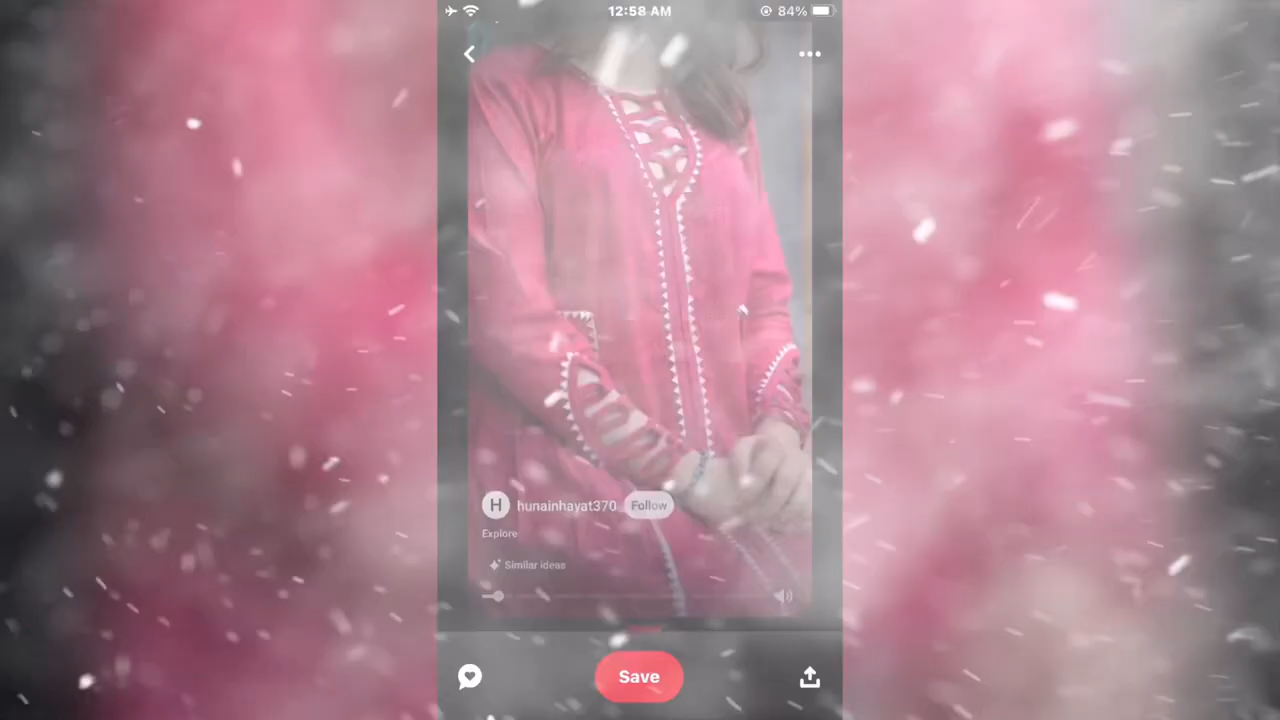 12:58 AM
84%
H hunainhayat370 Follow
Explore
Similar ideas
Save